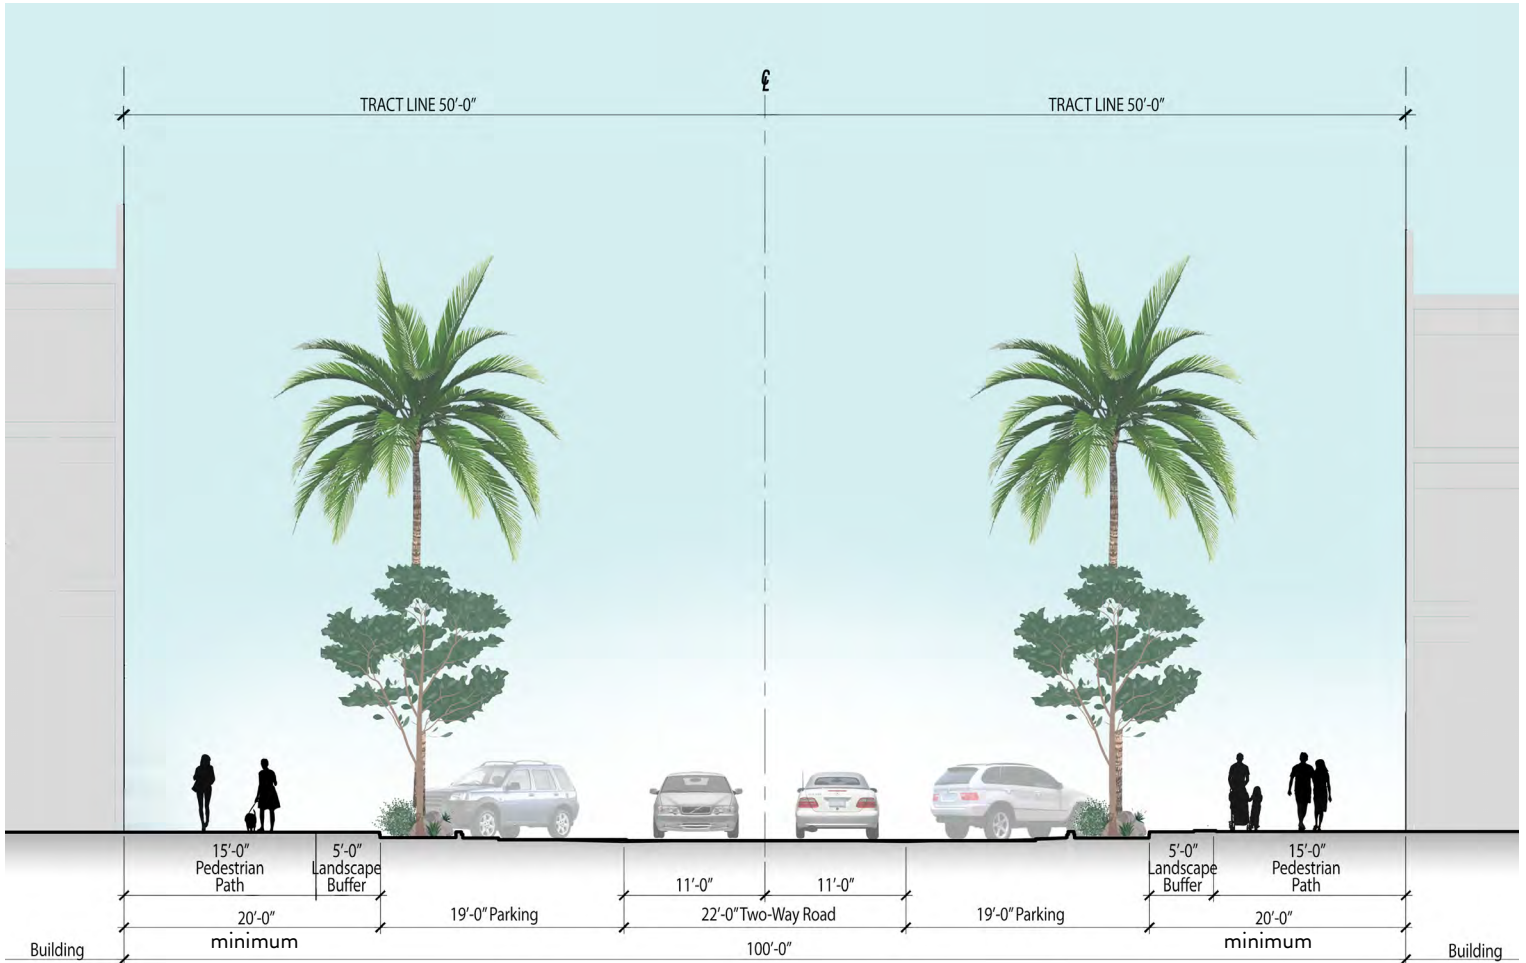 ℄
TRACT LINE 50'-0"
TRACT LINE 50'-0"
15'-0"
Pedestrian
Path
5'-0"
Landscape
Buffer
5'-0"
Landscape
Buffer
15'-0"
Pedestrian
Path
11'-0"
11'-0"
20'-0"
minimum
19'-0" Parking
22'-0" Two-Way Road
19'-0" Parking
20'-0"
minimum
Building
100'-0"
Building